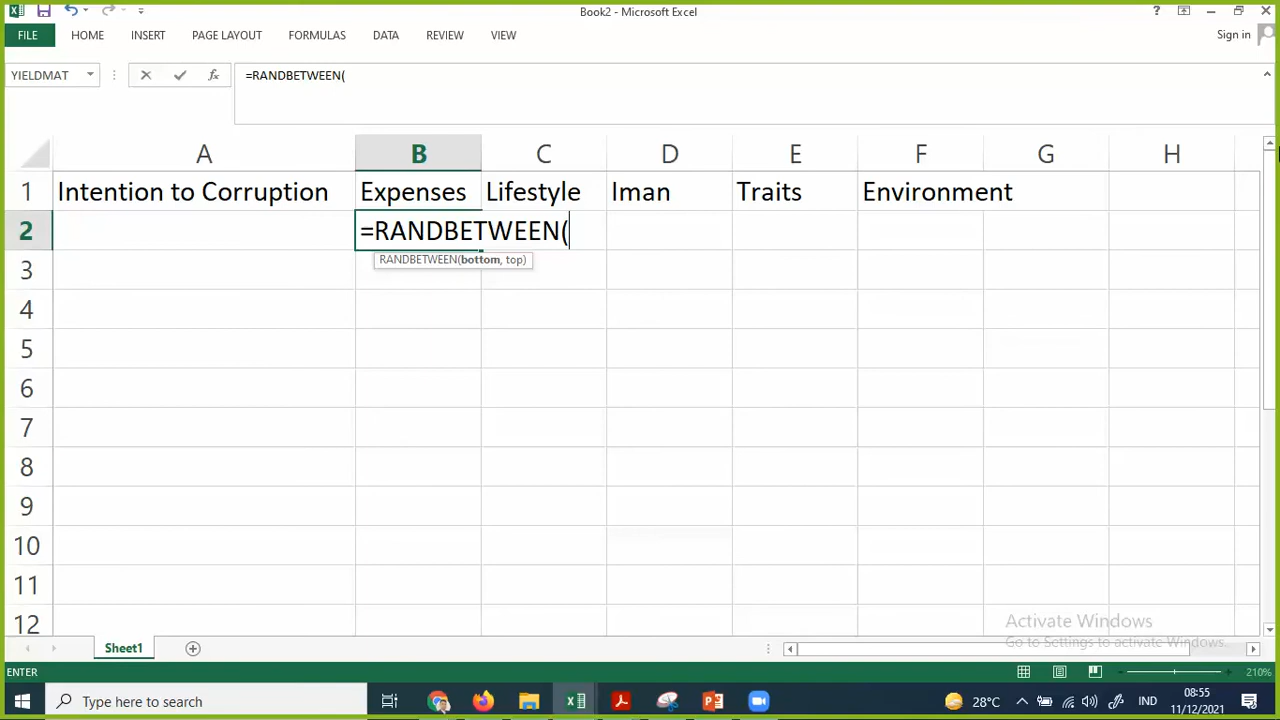 Book2 - Microsoft Excel
?
FILE HOME INSERT PAGE LAYOUT FORMULAS DATA REVIEW VIEW Sign in
YIELDMAT fx =RANDBETWEEN(
A B C D E F G H
1 Intention to Corruption Expenses Lifestyle Iman Traits Environment
2 =RANDBETWEEN(
RANDBETWEEN(bottom, top)
3
4
5
6
7
8
9
10
11
12
Activate Windows
Go to Settings to activate Windows.
Sheet1
ENTER 210%
Type here to search 28°C IND 08:55
11/12/2021